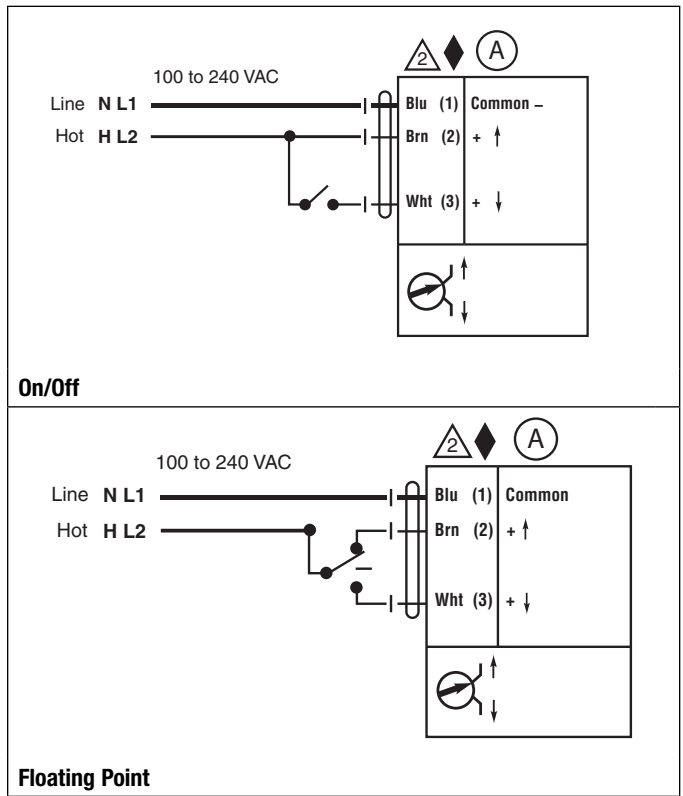 2 A
100 to 240 VAC
Line N L1
Hot H L2
Blu (1) Common –
Brn (2) + ↑
Wht (3) + ↓
↑
↓
On/Off
2 A
100 to 240 VAC
Line N L1
Hot H L2
Blu (1) Common
Brn (2) + ↑
Wht (3) + ↓
↑
↓
Floating Point